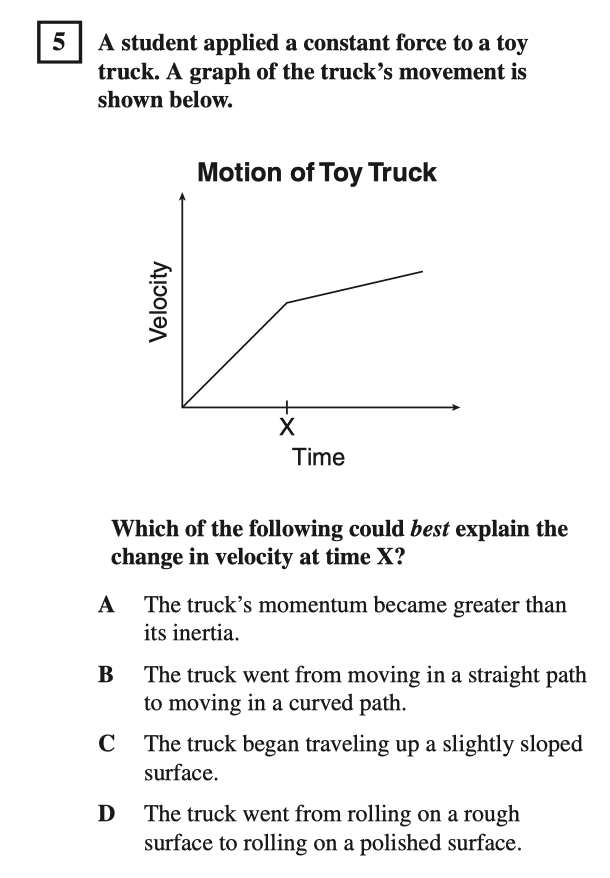 5 A student applied a constant force to a toy
truck. A graph of the truck's movement is
shown below.
Motion of Toy Truck
Velocity
X
Time
Which of the following could best explain the
change in velocity at time X?
A The truck's momentum became greater than
its inertia.
B The truck went from moving in a straight path
to moving in a curved path.
C The truck began traveling up a slightly sloped
surface.
D The truck went from rolling on a rough
surface to rolling on a polished surface.